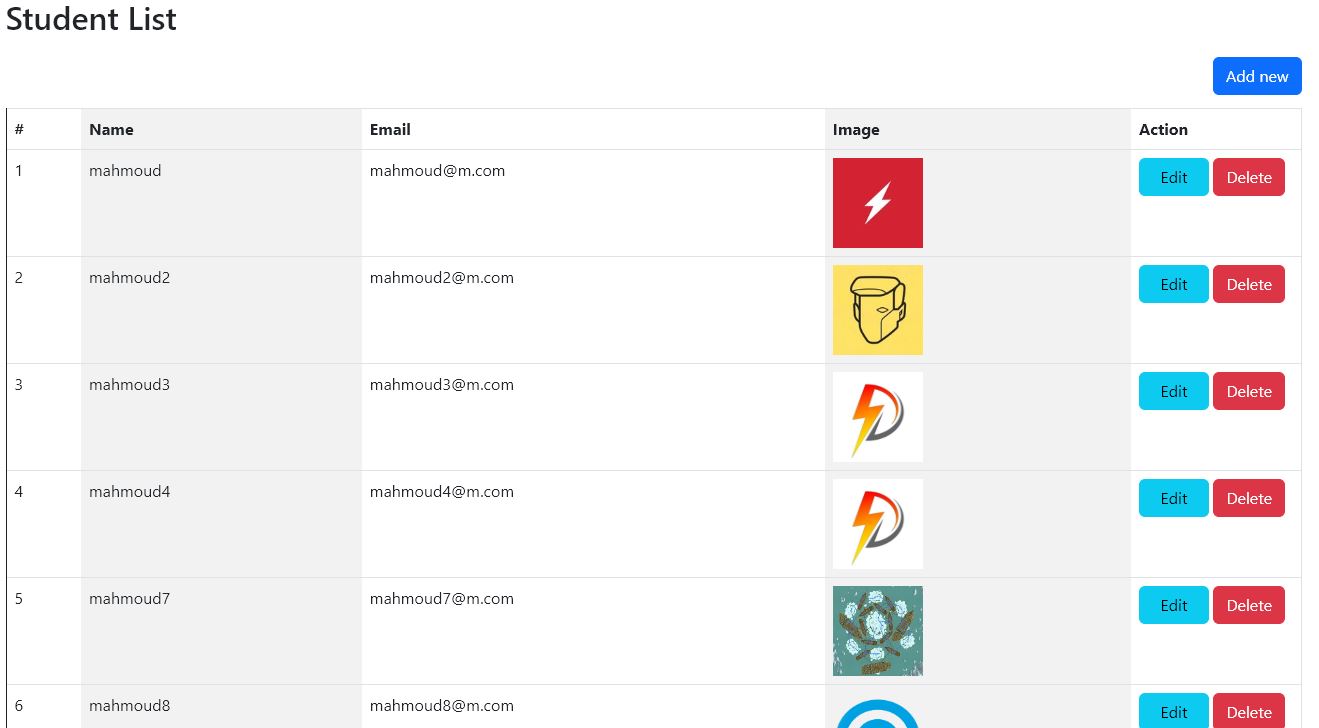 Student List
Add new
# Name Email Image Action
1 mahmoud mahmoud@m.com Edit Delete
2 mahmoud2 mahmoud2@m.com Edit Delete
3 mahmoud3 mahmoud3@m.com Edit Delete
4 mahmoud4 mahmoud4@m.com Edit Delete
5 mahmoud7 mahmoud7@m.com Edit Delete
6 mahmoud8 mahmoud8@m.com Edit Delete